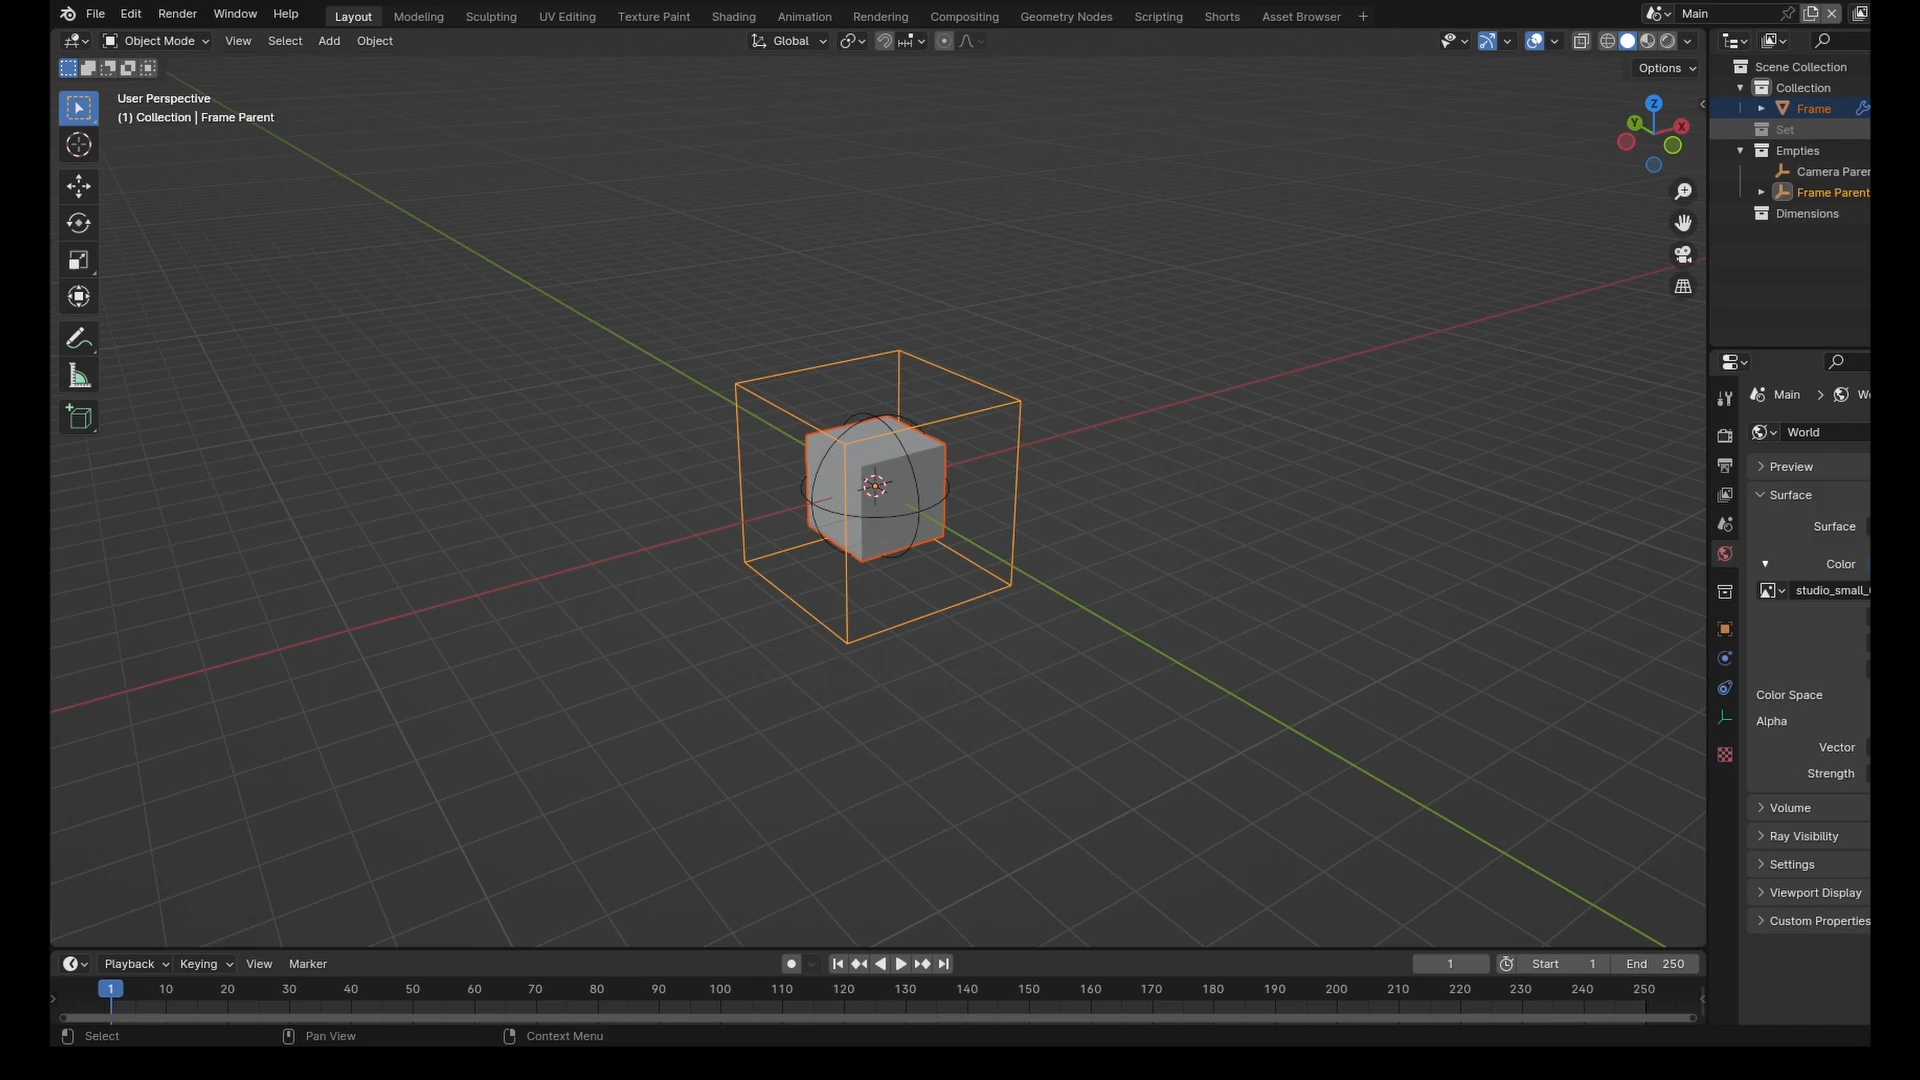 File Edit Render Window Help Layout Modeling Sculpting UV Editing Texture Paint Shading Animation Rendering Compositing Geometry Nodes Scripting Shorts Asset Browser + Main
Object Mode View Select Add Object Global
Options
User Perspective
(1) Collection | Frame Parent
Z
Y X
Scene Collection
Collection
Frame
Set
Empties
Camera Parer
Frame Parent
Dimensions
Main
World
Preview
Surface
Surface
Color
studio_small_
Color Space
Alpha
Vector
Strength
Volume
Ray Visibility
Settings
Viewport Display
Custom Properties
Playback Keying View Marker 1 Start 1 End 250
1 10 20 30 40 50 60 70 80 90 100 110 120 130 140 150 160 170 180 190 200 210 220 230 240 250
Select Pan View Context Menu